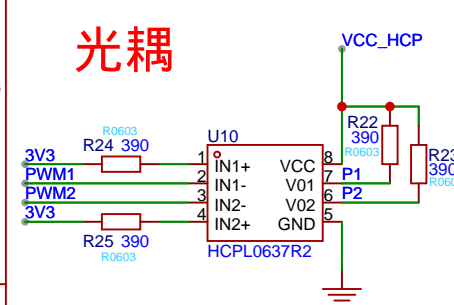 光耦
VCC_HCP
R0603
R24 390
3V3
PWM1
PWM2
3V3
R25 390
R0603
U10
1 IN1+ VCC 8
2 IN1- V01 7 P1
3 IN2- V02 6 P2
4 IN2+ GND 5
HCPL0637R2
R22
390
R0603
R23
390
R060